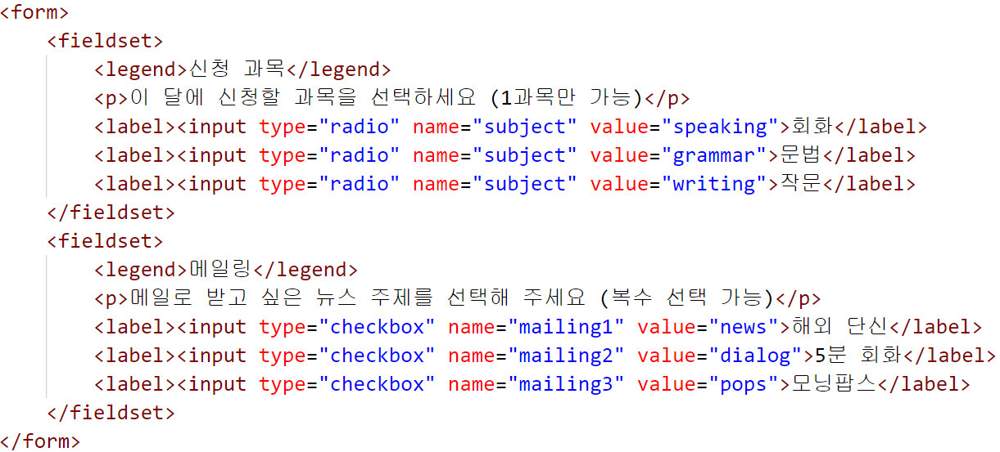 <form>
    <fieldset>
        <legend>신청 과목</legend>
        <p>이 달에 신청할 과목을 선택하세요 (1과목만 가능)</p>
        <label><input type="radio" name="subject" value="speaking">회화</label>
        <label><input type="radio" name="subject" value="grammar">문법</label>
        <label><input type="radio" name="subject" value="writing">작문</label>
    </fieldset>
    <fieldset>
        <legend>메일링</legend>
        <p>메일로 받고 싶은 뉴스 주제를 선택해 주세요 (복수 선택 가능)</p>
        <label><input type="checkbox" name="mailing1" value="news">해외 단신</label>
        <label><input type="checkbox" name="mailing2" value="dialog">5분 회화</label>
        <label><input type="checkbox" name="mailing3" value="pops">모닝팝스</label>
    </fieldset>
</form>